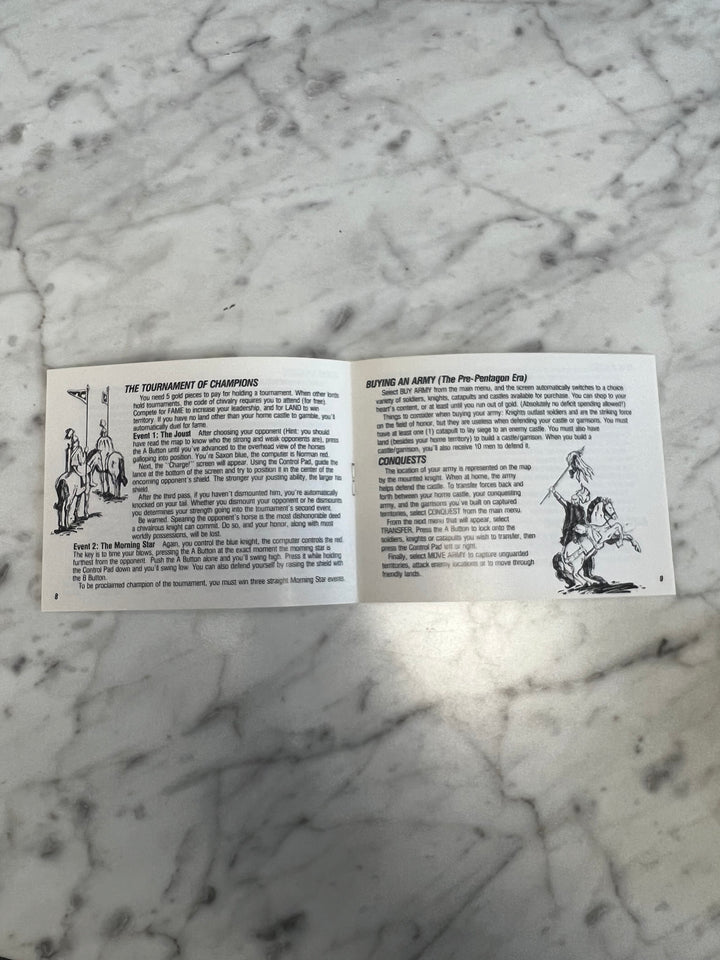 THE TOURNAMENT OF CHAMPIONS
You need 5 gold pieces to pay for holding a tournament. When other lords
hold tournaments, the code of chivalry requires you to attend (for free).
Compete for FAME to increase your leadership, and for LAND to win
territory. If you have no land other than your home castle to gamble, you'll
automatically duel for fame.
Event 1: The Joust After choosing your opponent (Hint: you should
have read the map to know who the strong and weak opponents are), press
the A Button until you've advanced to the overhead view of the horses
galloping into position. You're Saxon blue, the computer is Norman red.
Next, the "Charge!" screen will appear. Using the Control Pad, guide the
lance at the bottom of the screen and try to position it in the center of the
oncoming opponent's shield. The stronger your jousting ability, the larger his
shield.
After the third pass, if you haven't dismounted him, you're automatically
knocked on your tail. Whether you dismount your opponent or he dismounts
you determines your strength going into the tournament's second event.
Be warned. Spearing the opponent's horse is the most dishonorable deed
a chivalrous knight can commit. Do so, and your honor, along with most
worldly possessions, will be lost.
Event 2: The Morning Star Again, you control the blue knight, the computer controls the red.
The key is to time your blows, pressing the A Button at the exact moment the morning star is
furthest from the opponent. Push the A Button alone and you'll swing high. Press it while holding
the Control Pad down and you'll swing low. You can also defend yourself by raising the shield with
the B Button.
To be proclaimed champion of the tournament, you must win three straight Morning Star events.
8
BUYING AN ARMY (The Pre-Pentagon Era)
Select BUY ARMY from the main menu, and the screen automatically switches to a choice
variety of soldiers, knights, catapults and castles available for purchase. You can shop to your
heart's content, or at least until you run out of gold. (Absolutely no deficit spending allowed!)
Things to consider when buying your army: Knights outlast soldiers and are the striking force
on the field of honor, but they are useless when defending your castle or garrisons. You must
have at least one (1) catapult to lay siege to an enemy castle. You must also have
land (besides your home territory) to build a castle/garrison. When you build a
castle/garrison, you'll also receive 10 men to defend it.
CONQUESTS
The location of your army is represented on the map
by the mounted knight. When at home, the army
helps defend the castle. To transfer forces back and
forth between your home castle, your conquesting
army, and the garrisons you've built on captured
territories, select CONQUEST from the main menu.
From the next menu that will appear, select
TRANSFER. Press the A Button to lock onto the
soldiers, knights or catapults you wish to transfer, then
press the Control Pad left or right.
Finally, select MOVE ARMY to capture unguarded
territories, attack enemy locations or to move through
friendly lands.
9